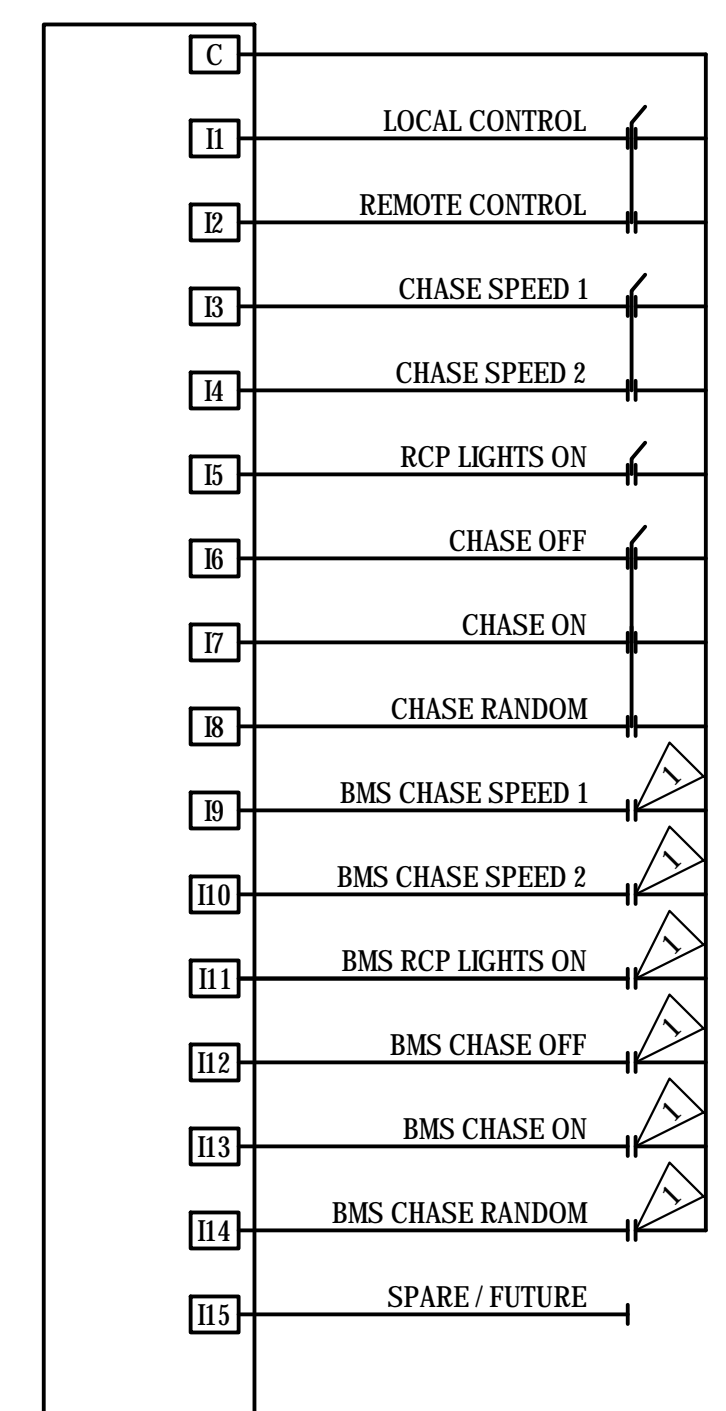 C
I1 LOCAL CONTROL
I2 REMOTE CONTROL
I3 CHASE SPEED 1
I4 CHASE SPEED 2
I5 RCP LIGHTS ON
I6 CHASE OFF
I7 CHASE ON
I8 CHASE RANDOM
I9 BMS CHASE SPEED 1 1
I10 BMS CHASE SPEED 2 1
I11 BMS RCP LIGHTS ON 1
I12 BMS CHASE OFF 1
I13 BMS CHASE ON 1
I14 BMS CHASE RANDOM 1
I15 SPARE / FUTURE